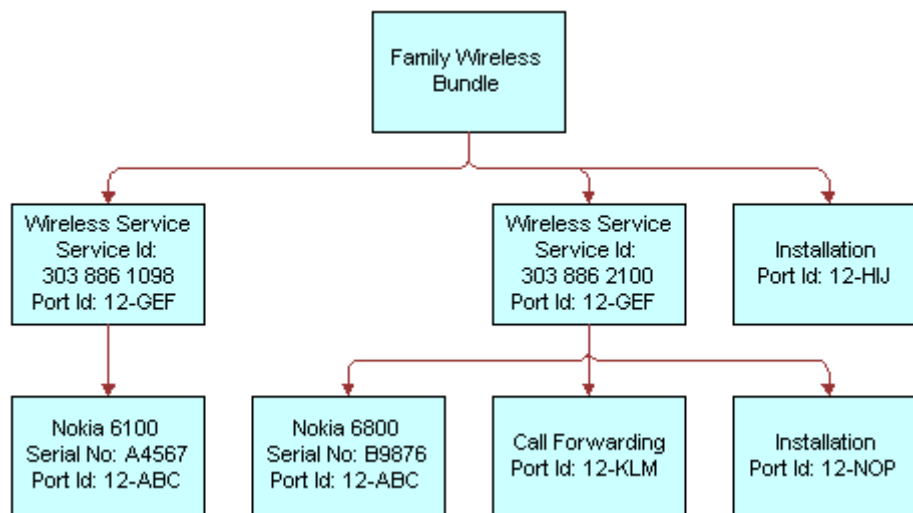 Family Wireless
Bundle
Wireless Service
Service Id:
303 886 1098
Port Id: 12-GEF
Wireless Service
Service Id:
303 886 2100
Port Id: 12-GEF
Installation
Port Id: 12-HIJ
Nokia 6100
Serial No: A4567
Port Id: 12-ABC
Nokia 6800
Serial No: B9876
Port Id: 12-ABC
Call Forwarding
Port Id: 12-KLM
Installation
Port Id: 12-NOP